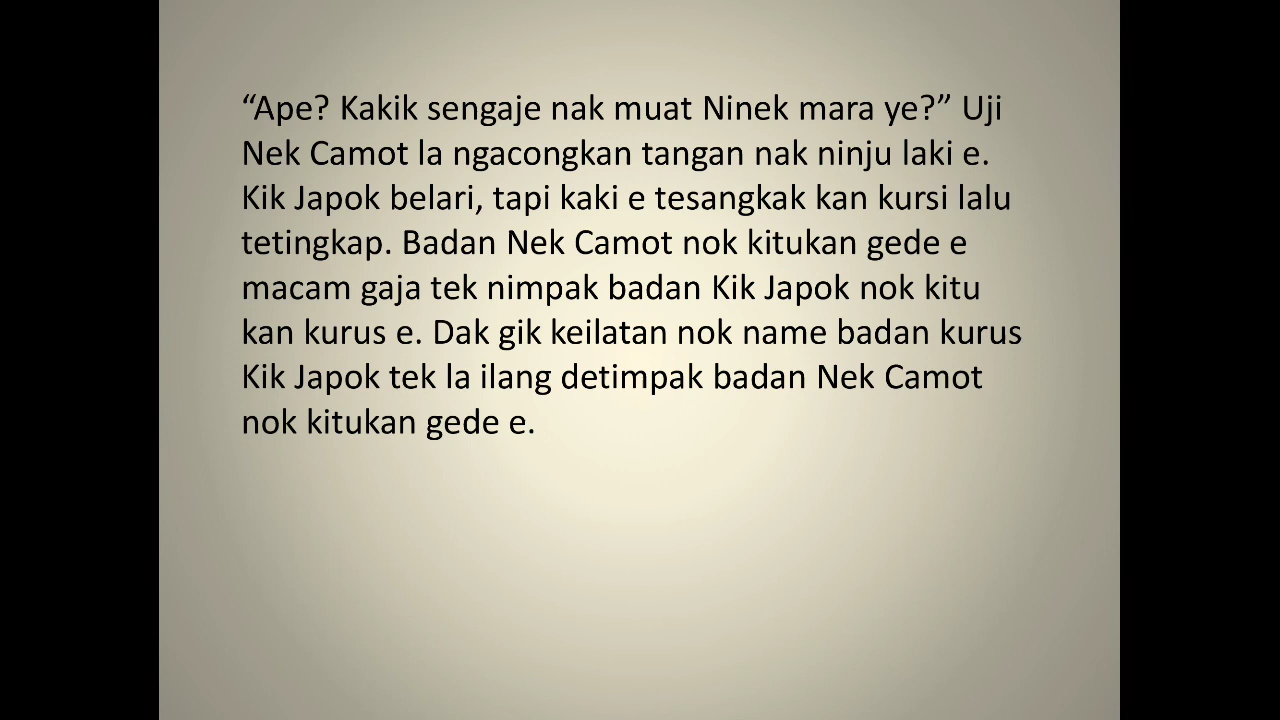 “Ape? Kakik sengaje nak muat Ninek mara ye?” Uji
Nek Camot la ngacongkan tangan nak ninju laki e.
Kik Japok belari, tapi kaki e tesangkak kan kursi lalu
tetingkap. Badan Nek Camot nok kitukan gede e
macam gaja tek nimpak badan Kik Japok nok kitu
kan kurus e. Dak gik keilatan nok name badan kurus
Kik Japok tek la ilang detimpak badan Nek Camot
nok kitukan gede e.